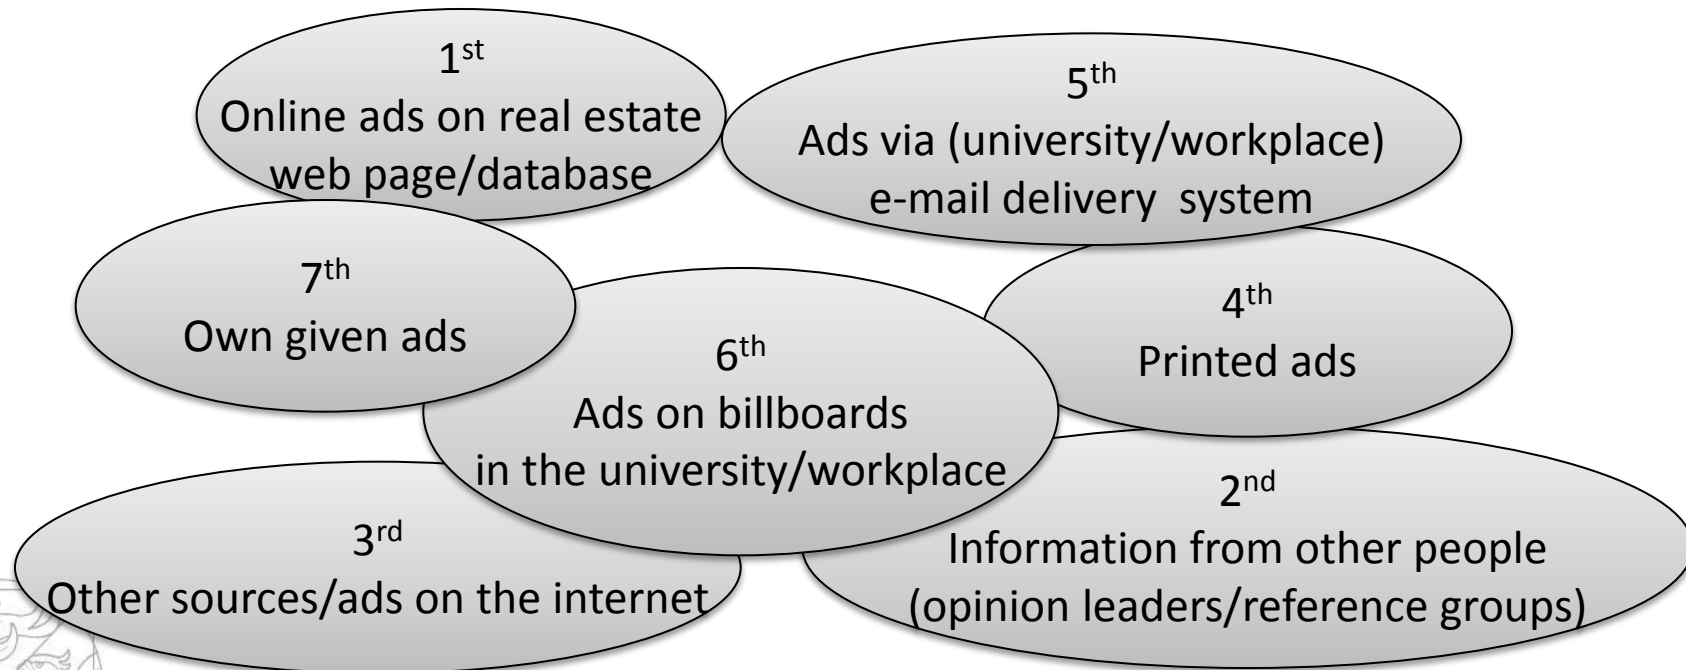 1st
Online ads on real estate
web page/database
5th
Ads via (university/workplace)
e-mail delivery  system
7th
Own given ads
6th
Ads on billboards
in the university/workplace
4th
Printed ads
3rd
Other sources/ads on the internet
2nd
Information from other people
(opinion leaders/reference groups)